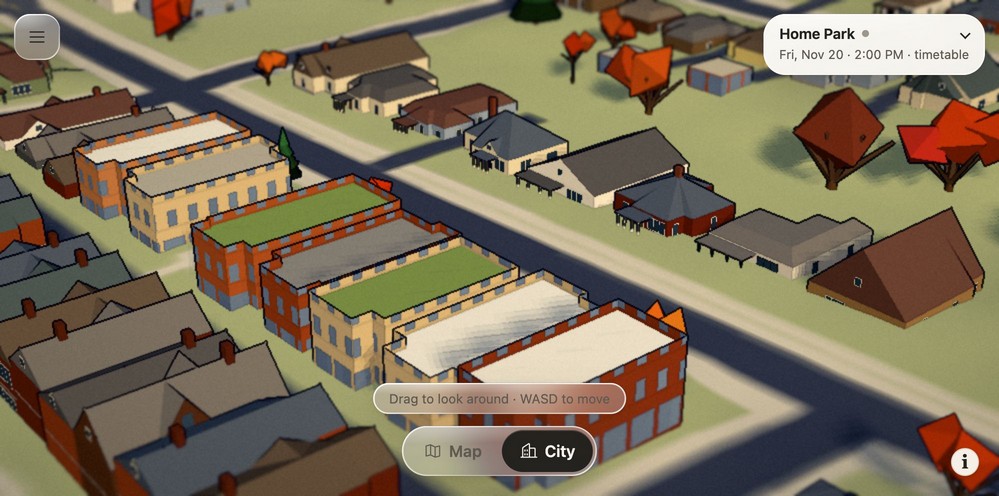 Home Park
Fri, Nov 20 · 2:00 PM · timetable
Drag to look around · WASD to move
Map
City
i